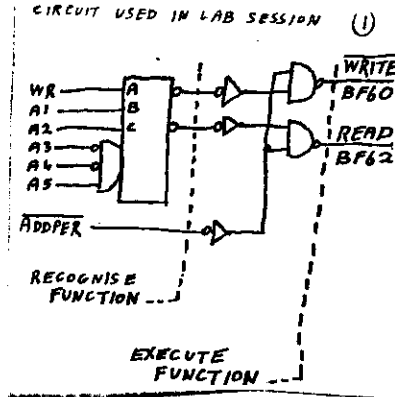 CIRCUIT USED IN LAB SESSION (1)
WRITE
BF60
WR A
A1 B
A2 C
A3
A4
A5
READ
BF62
ADDPER
RECOGNISE
FUNCTION
EXECUTE
FUNCTION